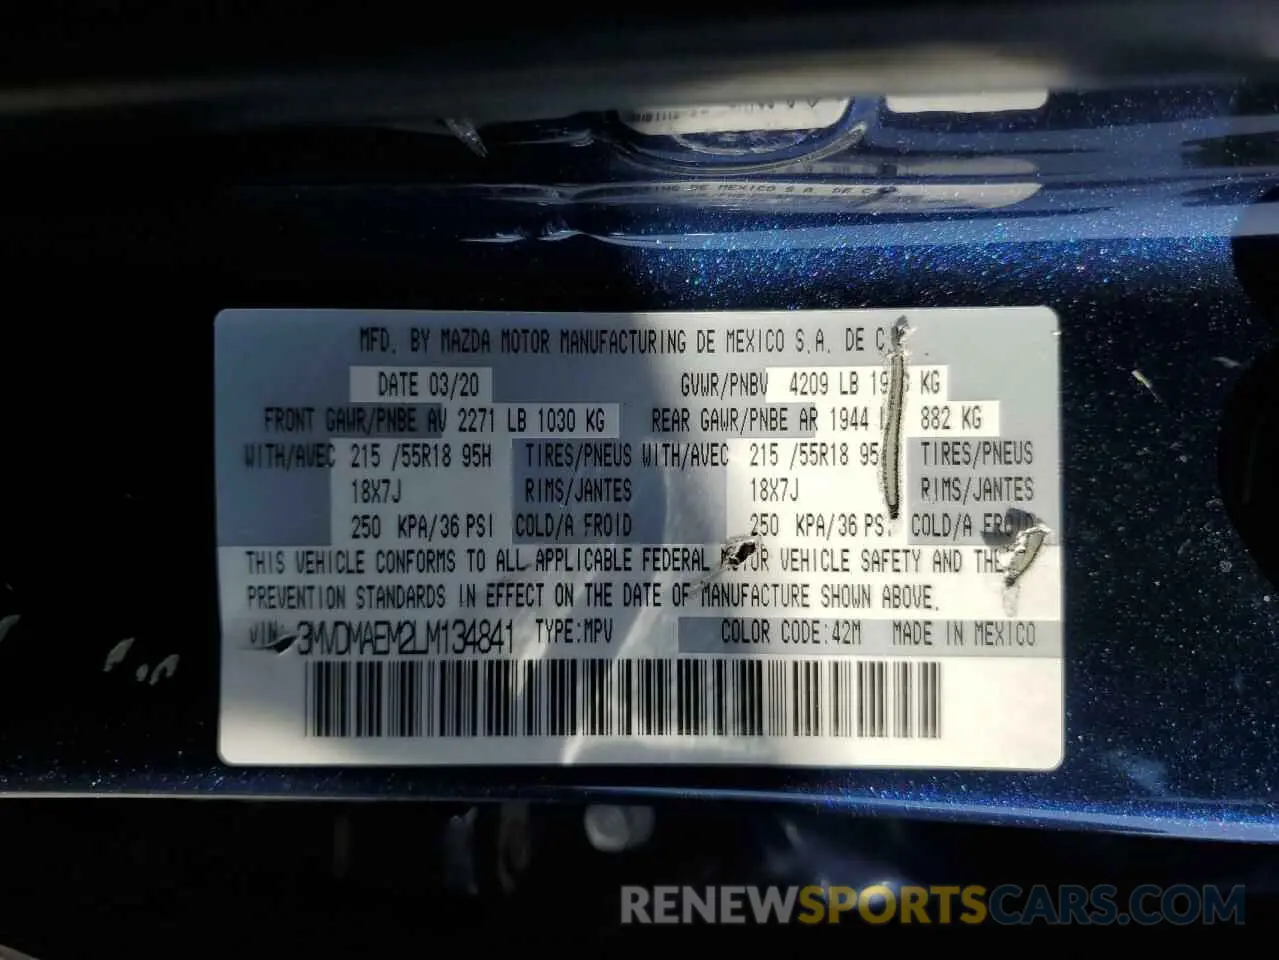 MFD. BY MAZDA MOTOR MANUFACTURING DE MEXICO S.A. DE C.
DATE 03/20 GVWR/PNBV 4209 LB KG
FRONT GAWR/PNBE AV 2271 LB 1030 KG REAR GAWR/PNBE AR 1944 882 KG
WITH/AVEC 215 /55R18 95H TIRES/PNEUS WITH/AVEC 215 /55R18 95 TIRES/PNEUS
18X7J RIMS/JANTES 18X7J RIMS/JANTES
250 KPA/36 PSI COLD/A FROID 250 KPA/36 PSI COLD/A FROID
THIS VEHICLE CONFORMS TO ALL APPLICABLE FEDERAL MOTOR VEHICLE SAFETY AND THE
PREVENTION STANDARDS IN EFFECT ON THE DATE OF MANUFACTURE SHOWN ABOVE.
VIN: 3MVDMAEM2LM134841 TYPE:MPV COLOR CODE:42M MADE IN MEXICO
RENEWSPORTSCARS.COM